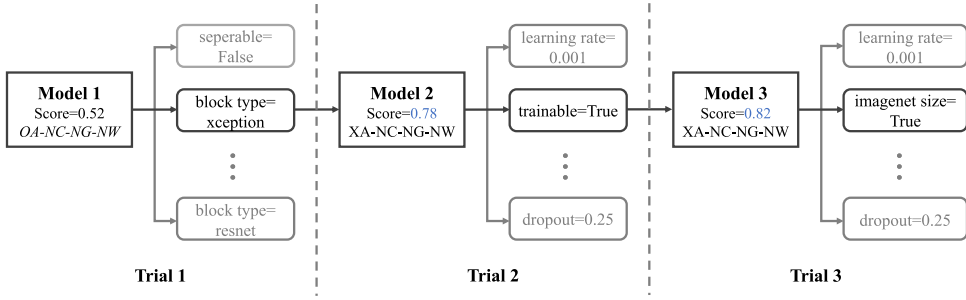 seperable=
False
Model 1
Score=0.52
OA-NC-NG-NW
block type=
xception
block type=
resnet
Trial 1
learning rate=
0.001
Model 2
Score=0.78
XA-NC-NG-NW
trainable=True
dropout=0.25
Trial 2
learning rate=
0.001
Model 3
Score=0.82
XA-NC-NG-NW
imagenet size=
True
dropout=0.25
Trial 3